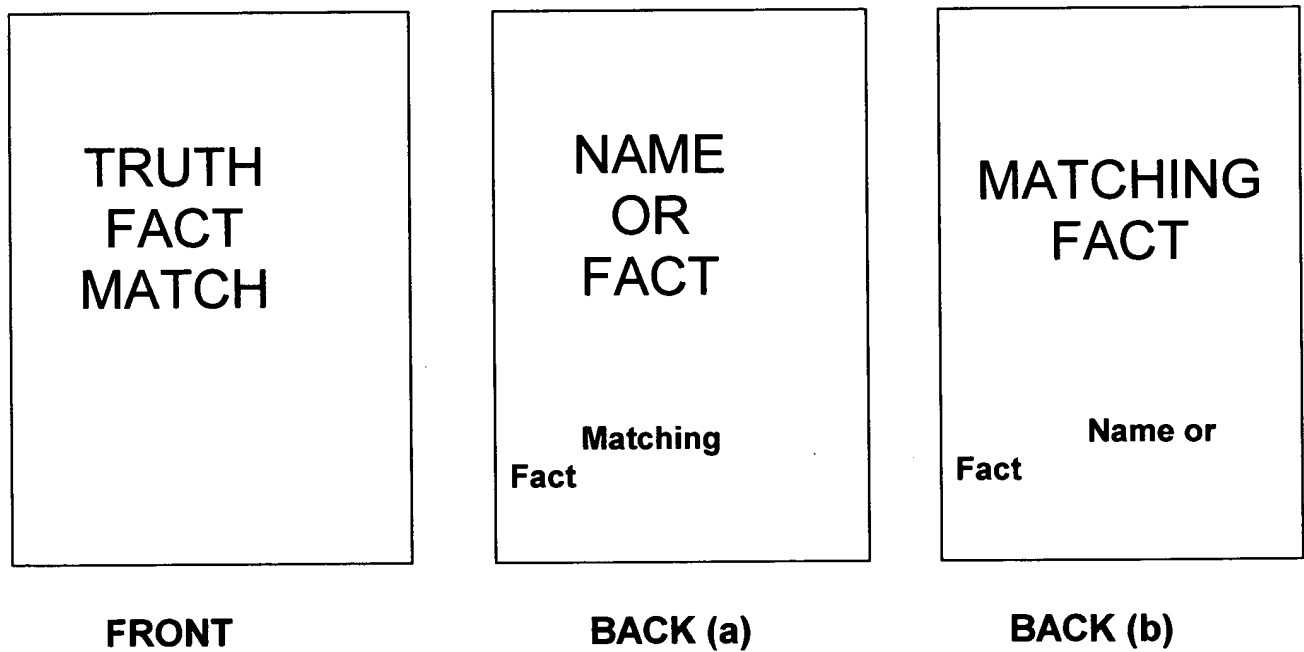 TRUTH
FACT
MATCH
FRONT
NAME
OR
FACT
Matching
Fact
BACK (a)
MATCHING
FACT
Name or
Fact
BACK (b)